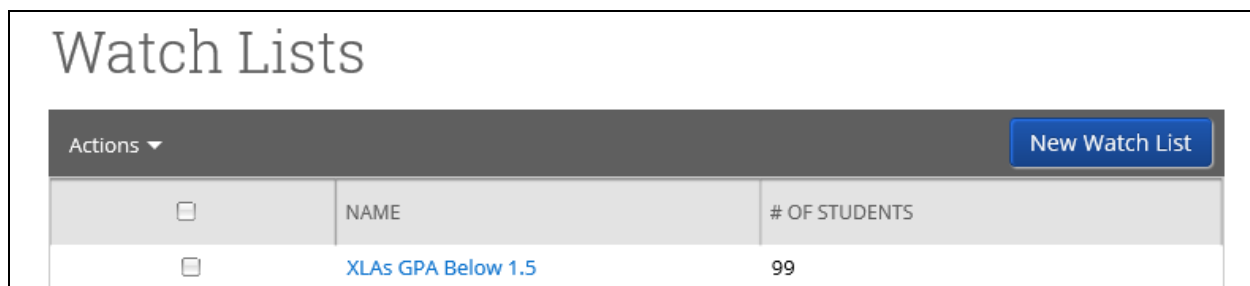 Watch Lists
Actions New Watch List
NAME # OF STUDENTS
XLAs GPA Below 1.5 99